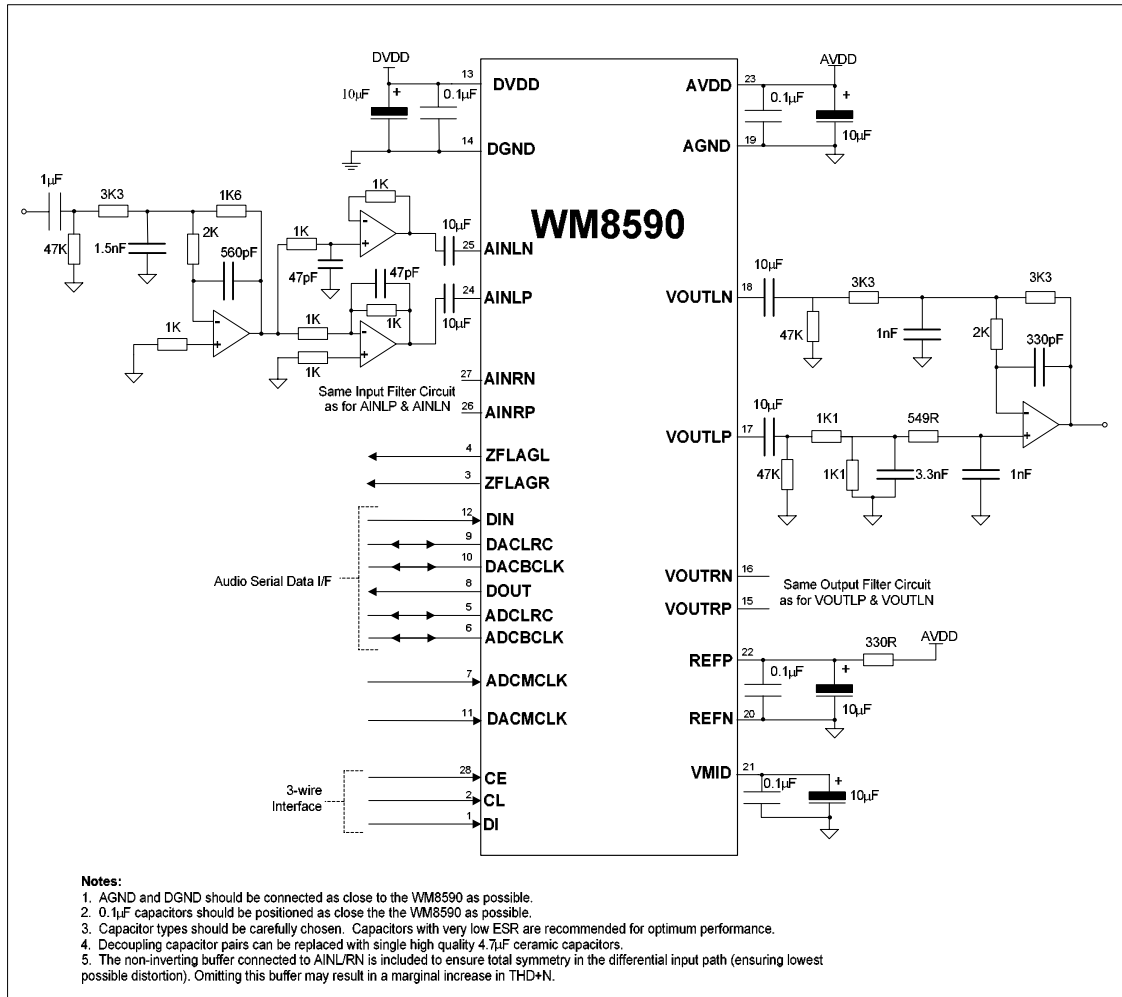 DVDD
13
DVDD
10μF
+
0.1μF
14
DGND
AVDD
23
AVDD
0.1μF
+
10μF
19
AGND
WM8590
1μF
3K3
1K6
47K
1.5nF
2K
560pF
1K
-
+
1K
47pF
1K
-
+
10μF
25
AINLN
1K
47pF
1K
-
+
1K
10μF
24
AINLP
27
AINRN
26
AINRP
Same Input Filter Circuit
as for AINLP & AINLN
4
ZFLAGL
3
ZFLAGR
Audio Serial Data I/F
12
DIN
9
DACLRC
10
DACBCLK
8
DOUT
5
ADCLRC
6
ADCBCLK
7
ADCMCLK
11
DACMCLK
3-wire
Interface
28
CE
2
CL
1
DI
VOUTLN
18
10μF
47K
3K3
1nF
3K3
2K
330pF
-
+
VOUTLP
17
10μF
47K
1K1
1K1
3.3nF
549R
1nF
VOUTRN
16
VOUTRP
15
Same Output Filter Circuit
as for VOUTLP & VOUTLN
REFP
22
330R
AVDD
0.1μF
+
10μF
REFN
20
VMID
21
0.1μF
+
10μF
Notes:
1. AGND and DGND should be connected as close to the WM8590 as possible.
2. 0.1μF capacitors should be positioned as close the the WM8590 as possible.
3. Capacitor types should be carefully chosen. Capacitors with very low ESR are recommended for optimum performance.
4. Decoupling capacitor pairs can be replaced with single high quality 4.7μF ceramic capacitors.
5. The non-inverting buffer connected to AINL/RN is included to ensure total symmetry in the differential input path (ensuring lowest
possible distortion). Omitting this buffer may result in a marginal increase in THD+N.